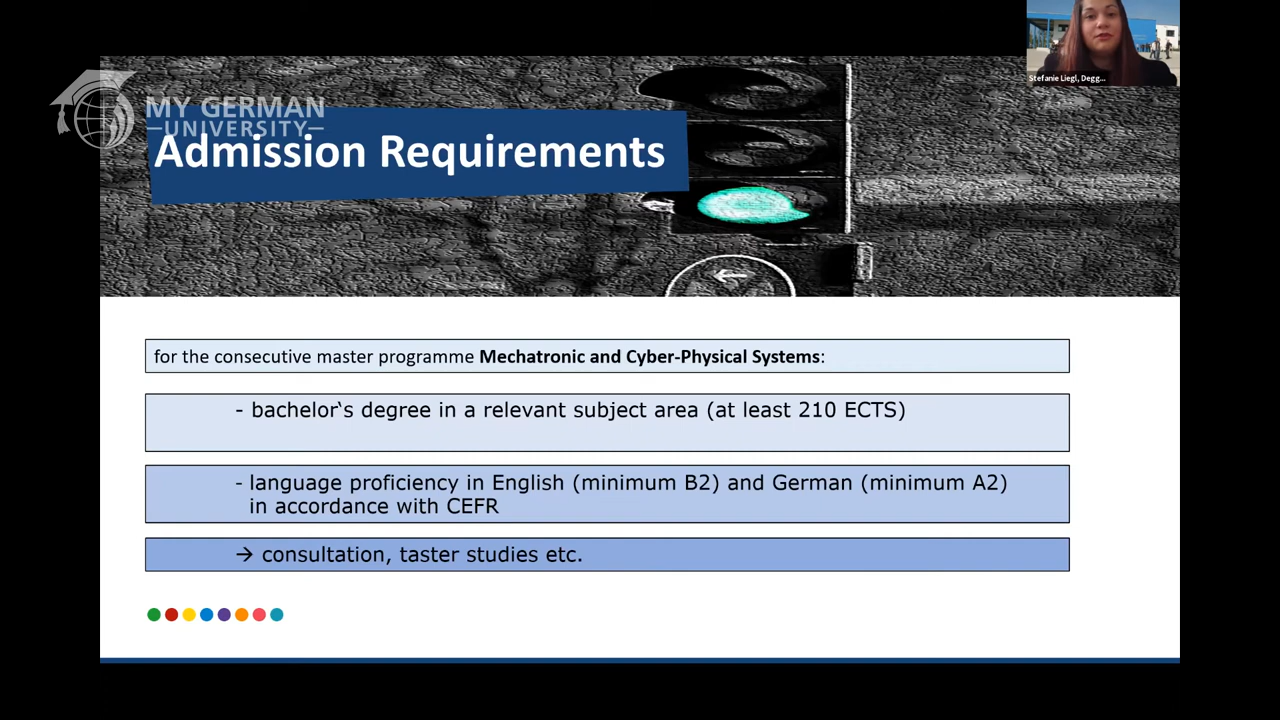 Stefanie Liegl, Degg...
MY GERMAN
UNIVERSITY
Admission Requirements
for the consecutive master programme Mechatronic and Cyber-Physical Systems:
- bachelor‘s degree in a relevant subject area (at least 210 ECTS)
- language proficiency in English (minimum B2) and German (minimum A2)
in accordance with CEFR
→ consultation, taster studies etc.